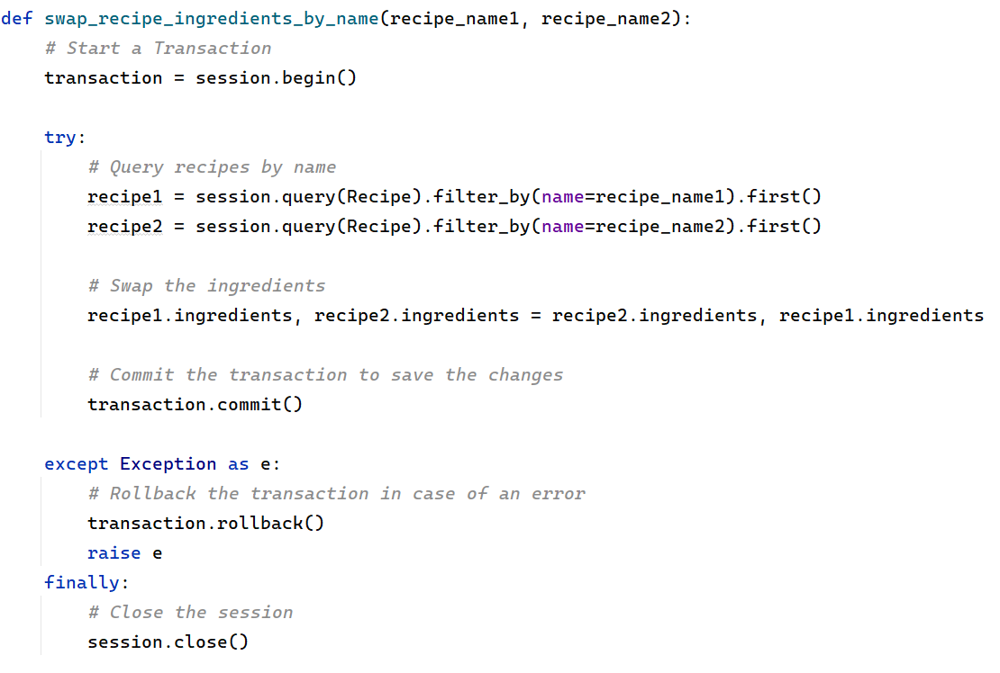 def swap_recipe_ingredients_by_name(recipe_name1, recipe_name2):
    # Start a Transaction
    transaction = session.begin()

    try:
        # Query recipes by name
        recipe1 = session.query(Recipe).filter_by(name=recipe_name1).first()
        recipe2 = session.query(Recipe).filter_by(name=recipe_name2).first()

        # Swap the ingredients
        recipe1.ingredients, recipe2.ingredients = recipe2.ingredients, recipe1.ingredients

        # Commit the transaction to save the changes
        transaction.commit()

    except Exception as e:
        # Rollback the transaction in case of an error
        transaction.rollback()
        raise e
    finally:
        # Close the session
        session.close()